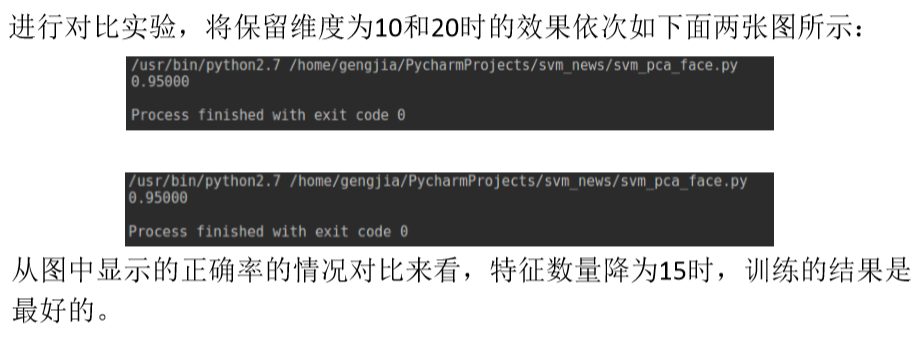 进行对比实验，将保留维度为10和20时的效果依次如下面两张图所示：
/usr/bin/python2.7 /home/gengjia/PycharmProjects/svm_news/svm_pca_face.py
0.95000
Process finished with exit code 0
/usr/bin/python2.7 /home/gengjia/PycharmProjects/svm_news/svm_pca_face.py
0.95000
Process finished with exit code 0
从图中显示的正确率的情况对比来看，特征数量降为15时，训练的结果是
最好的。